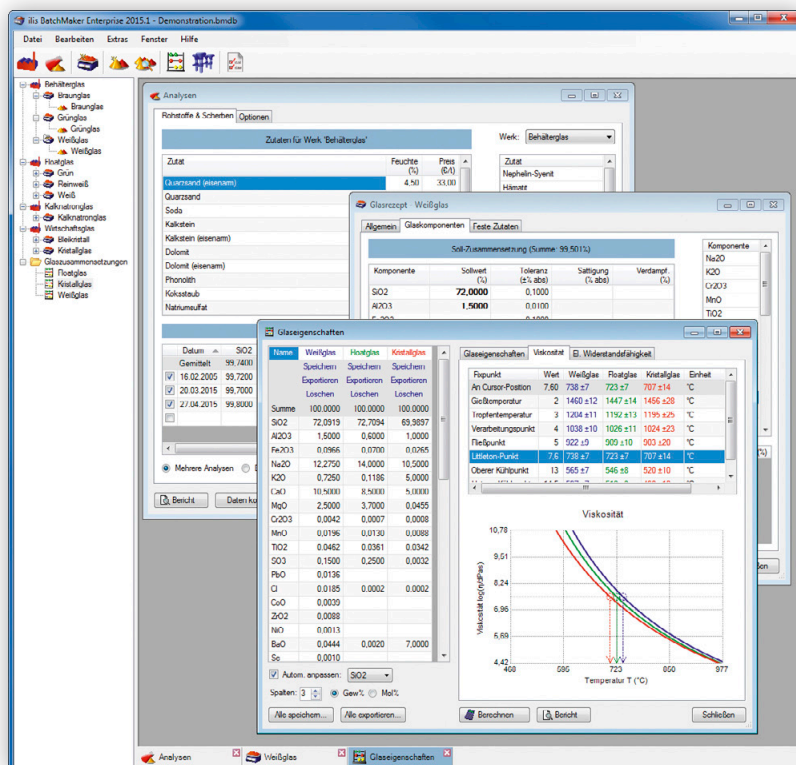 ilis BatchMaker Enterprise 2015.1 - Demonstration.bmdb
Datei Bearbeiten Extras Fenster Hilfe
Behälterglas
Braunglas
Braunglas
Grünglas
Grünglas
Weißglas
Weißglas
Floatglas
Grün
Reinweiß
Weiß
Kalknatronglas
Kalknatronglas
Wirtschaftsglas
Bleikristall
Kristallglas
Glaszusammensetzungen
Floatglas
Kristallglas
Weißglas
Analysen
Rohstoffe & Scherben Optionen
Zutaten für Werk 'Behälterglas'
Werk: Behälterglas
Zutat Feuchte (%) Preis (€/t)
Quarzsand (eisenarm) 4,50 33,00
Quarzsand
Soda
Kalkstein
Kalkstein (eisenarm)
Dolomit
Dolomit (eisenarm)
Phonolith
Koksstaub
Natriumsulfat
Zutat
Nephelin-Syenit
Hämatit
Datum SiO2
Gemittelt 99,7400
16.02.2005 99,7200
20.03.2015 99,7000
27.04.2015 99,8000
Mehrere Analysen
Bericht
Glasrezept Weißglas
Allgemein Glaskomponenten Feste Zutaten
Soll-Zusammensetzung (Summe: 99,501%)
Komponente Sollwert (%) Toleranz (±% abs) Sättigung (% abs) Verdampf. (%)
SiO2 72,0000 0,1000
Al2O3 1,5000 0,0100
Komponente
Na2O
K2O
Cr2O3
MnO
TiO2
(%)
Glaseigenschaften
Name Weißglas Floatglas Kristallglas
Speichern Speichern Speichern
Exportieren Exportieren Exportieren
Löschen Löschen Löschen
Summe 100,0000 100,0000 100,0000
SiO2 72,0919 72,7094 69,9897
Al2O3 1,5000 0,6000 1,0000
Fe2O3 0,0966 0,0700 0,0265
Na2O 12,2750 14,0000 10,5000
K2O 0,7250 0,1186 5,0000
CaO 10,5000 8,5000 5,0000
MgO 2,5000 3,7000 0,0455
Cr2O3 0,0042 0,0007 0,0008
MnO 0,0196 0,0130 0,0088
TiO2 0,0462 0,0361 0,0342
SO3 0,1500 0,2500 0,0032
PbO 0,0136
Cl 0,0185 0,0002 0,0002
CoO 0,0039
ZrO2 0,0088
NiO 0,0013
BaO 0,0444 0,0020 7,0000
Se 0,0010
Autom. anpassen: SiO2
Spalten: 3 Gew% Mol%
Alle speichern... Alle exportieren...
Glaseigenschaften Viskosität El. Widerstandsfähigkeit
Fixpunkt Wert Weißglas Floatglas Kristallglas Einheit
An Cursor-Position 7,60 738 ±7 723 ±7 707 ±14 °C
Gießtemperatur 2 1460 ±12 1447 ±14 1456 ±28 °C
Tropfentemperatur 3 1204 ±11 1192 ±13 1195 ±25 °C
Verarbeitungspunkt 4 1038 ±10 1026 ±11 1024 ±23 °C
Fließpunkt 5 922 ±9 909 ±10 903 ±20 °C
Littleton-Punkt 7,6 738 ±7 723 ±7 707 ±14 °C
Oberer Kühlpunkt 13 565 ±7 546 ±8 520 ±10 °C
Viskosität
Viskosität log(η/dPas)
10,78
9,51
8,24
6,96
5,69
4,42
468 595 723 850 977
Temperatur T (°C)
Berechnen Bericht Schließen
Analysen Weißglas Glaseigenschaften